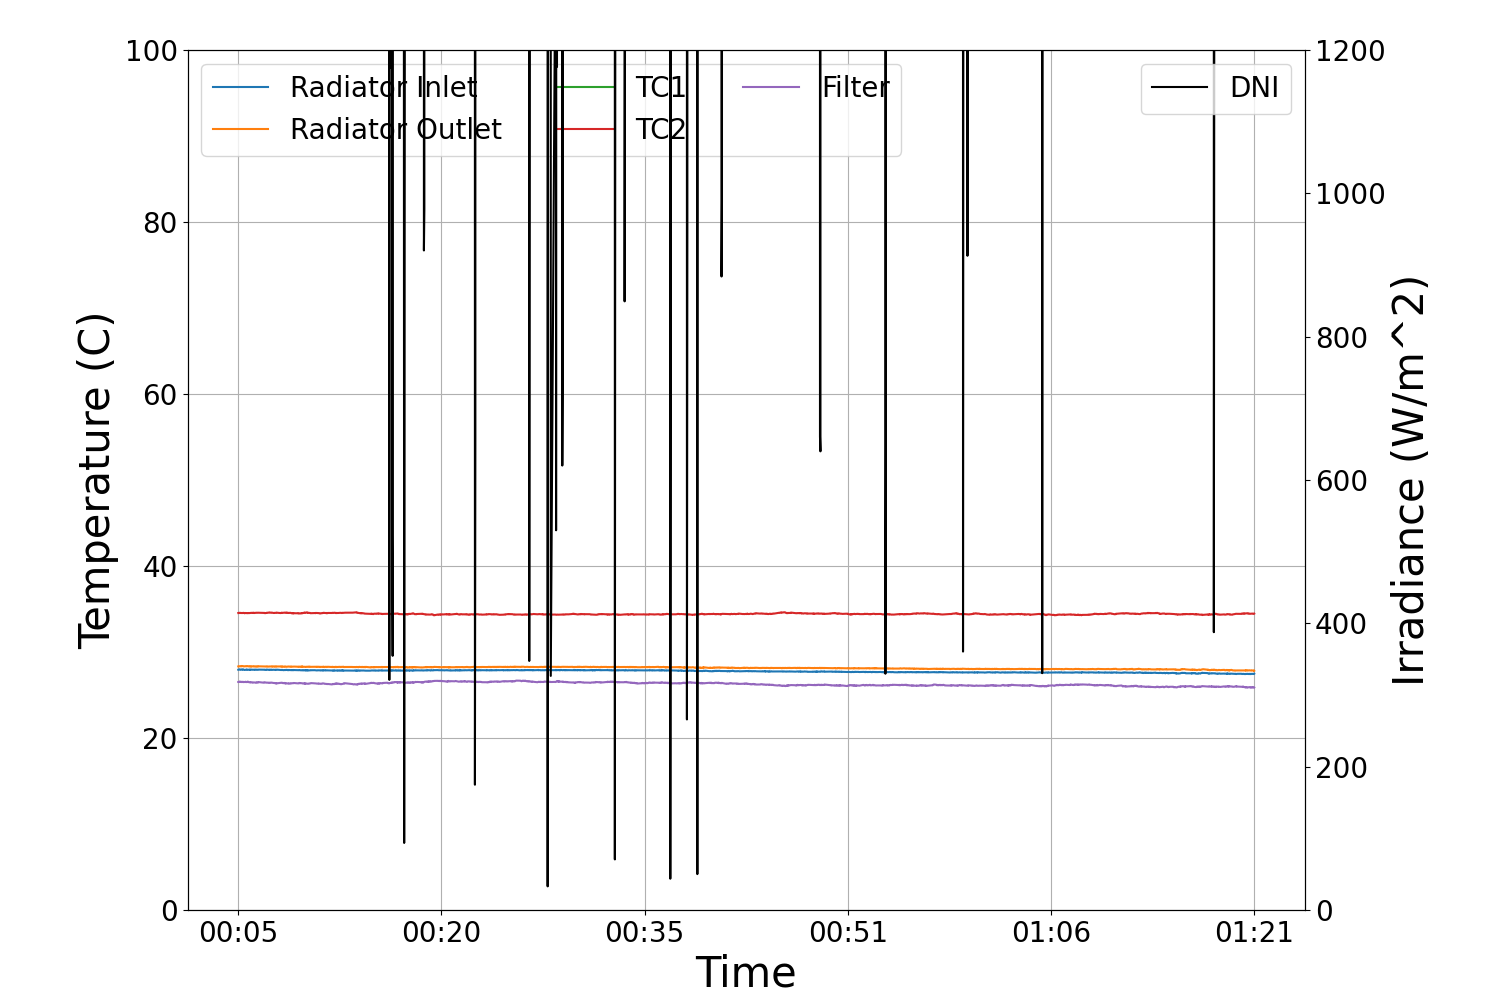 100
80
60
40
20
0
Temperature (C)
Radiator Inlet
Radiator Outlet
TC1
TC2
Filter
DNI
1200
1000
800
600
400
200
0
Irradiance (W/m^2)
00:05 00:20 00:35 00:51 01:06 01:21
Time